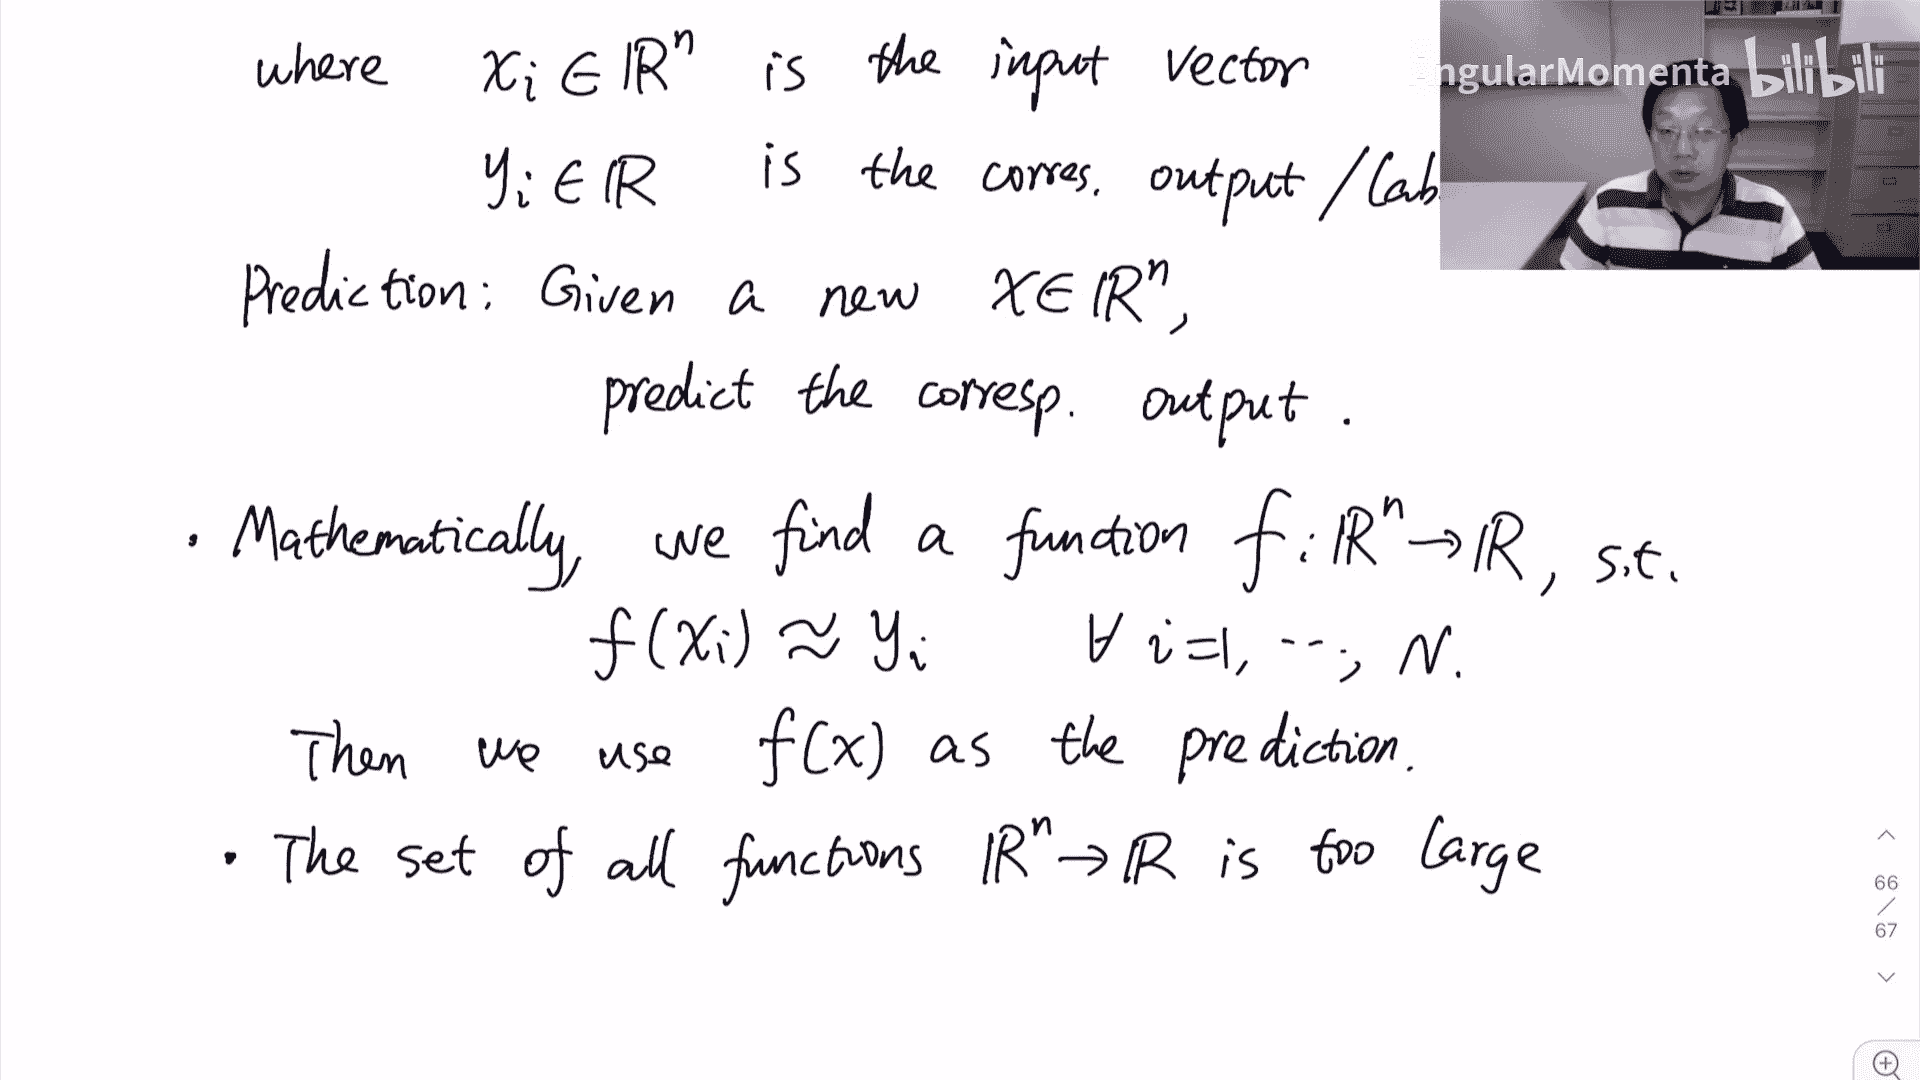 where xᵢ ∈ ℝⁿ is the input vector
yᵢ ∈ ℝ is the corres. output /Lab
Prediction: Given a new x ∈ ℝⁿ,
predict the corresp. output.
• Mathematically, we find a function f: ℝⁿ → ℝ, s.t.
f(xᵢ) ≈ yᵢ ∀ i=1, ..., N.
Then we use f(x) as the prediction.
• The set of all functions ℝⁿ → ℝ is too large
ngularMomenta bilibili
66
/
67